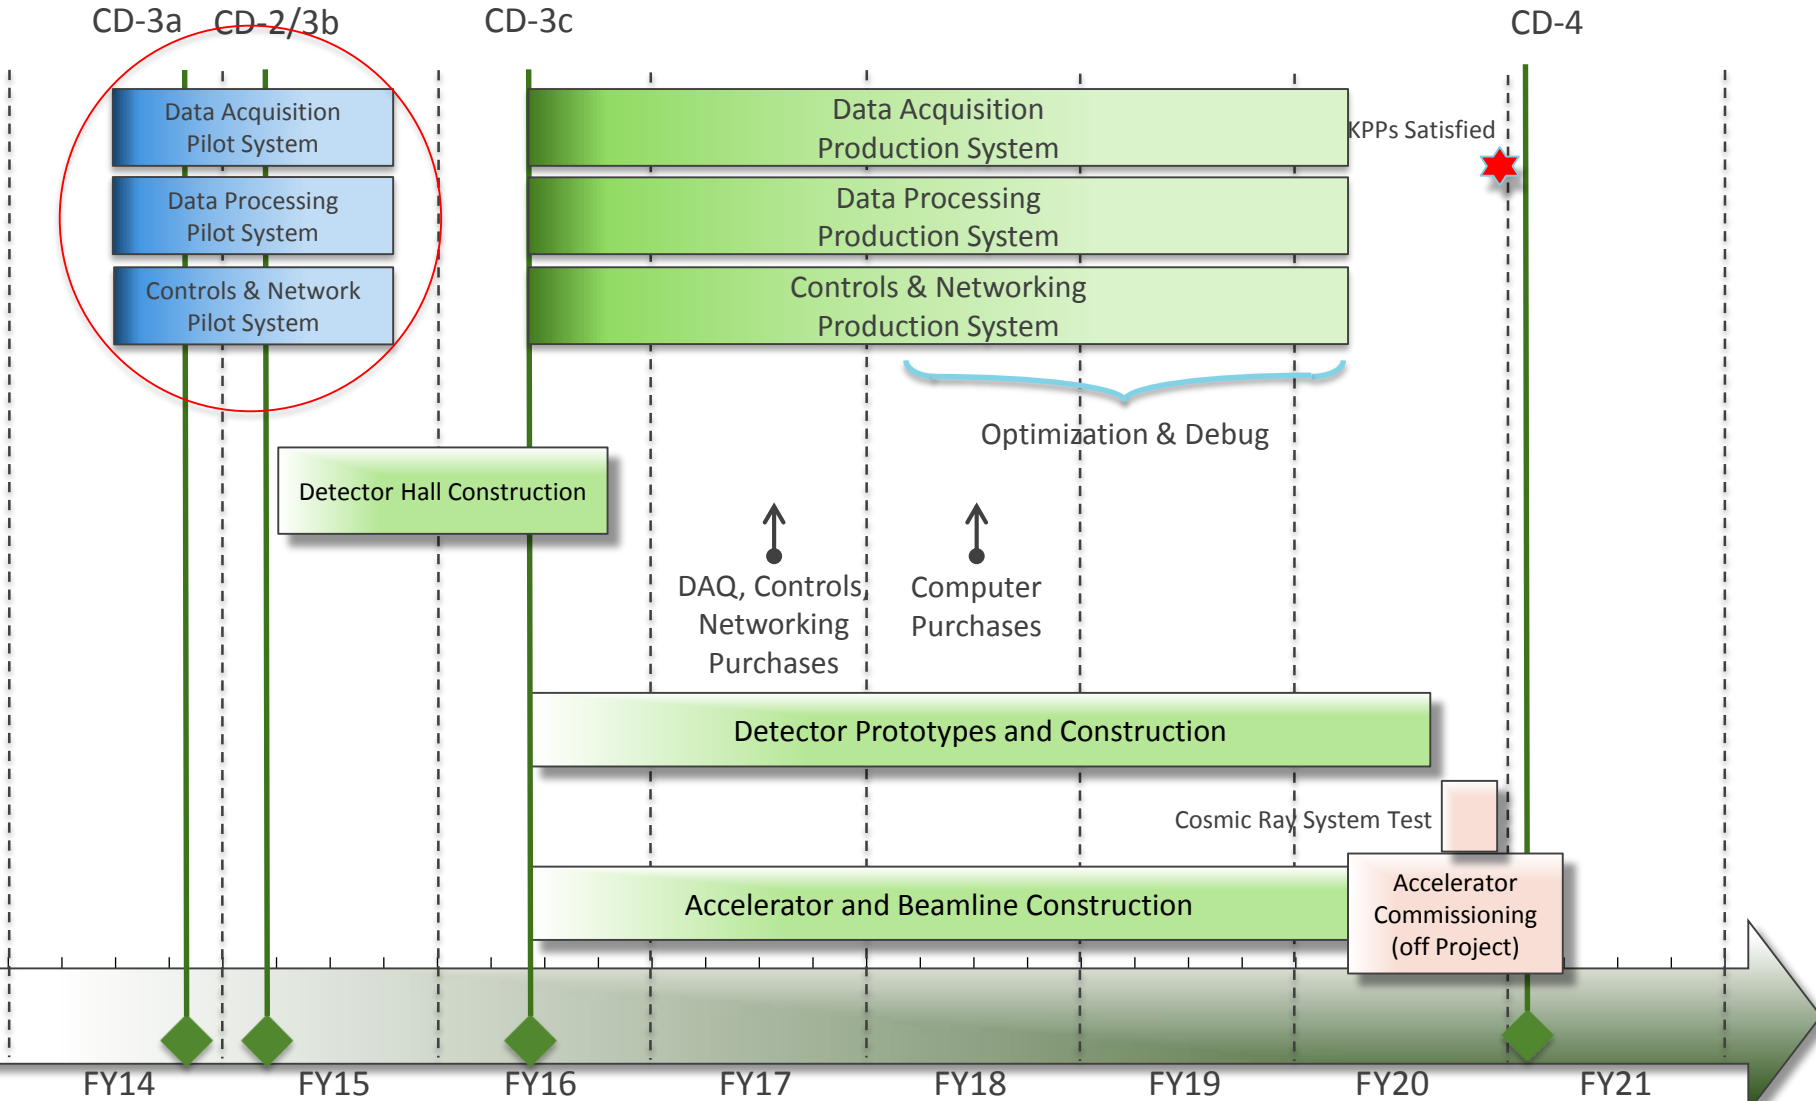 CD-3a
CD-2/3b
CD-3c
CD-4
Data Acquisition
Pilot System
Data Acquisition
Production System
KPPs Satisfied
Data Processing
Pilot System
Data Processing
Production System
Controls & Network
Pilot System
Controls & Networking
Production System
Optimization & Debug
Detector Hall Construction
DAQ, Controls,
Networking
Purchases
Computer
Purchases
Detector Prototypes and Construction
Cosmic Ray System Test
Accelerator and Beamline Construction
Accelerator
Commissioning
(off Project)
FY14
FY15
FY16
FY17
FY18
FY19
FY20
FY21